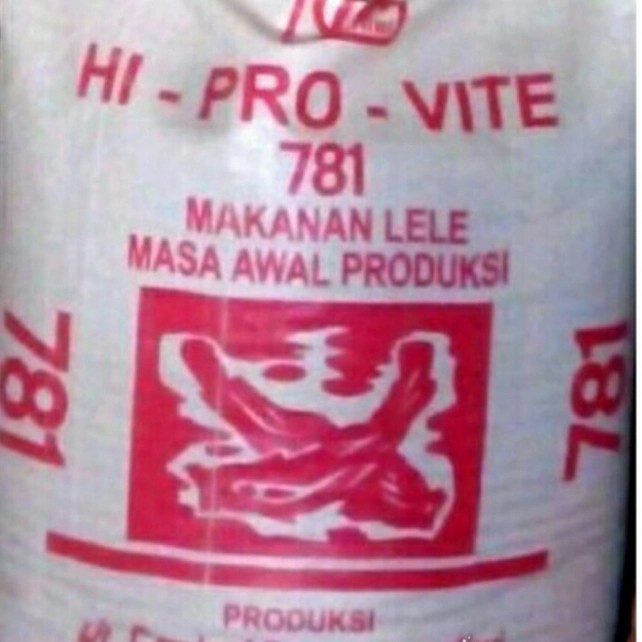 HI - PRO - VITE
781
MAKANAN LELE
MASA AWAL PRODUKSI
781
781
PRODUKSI